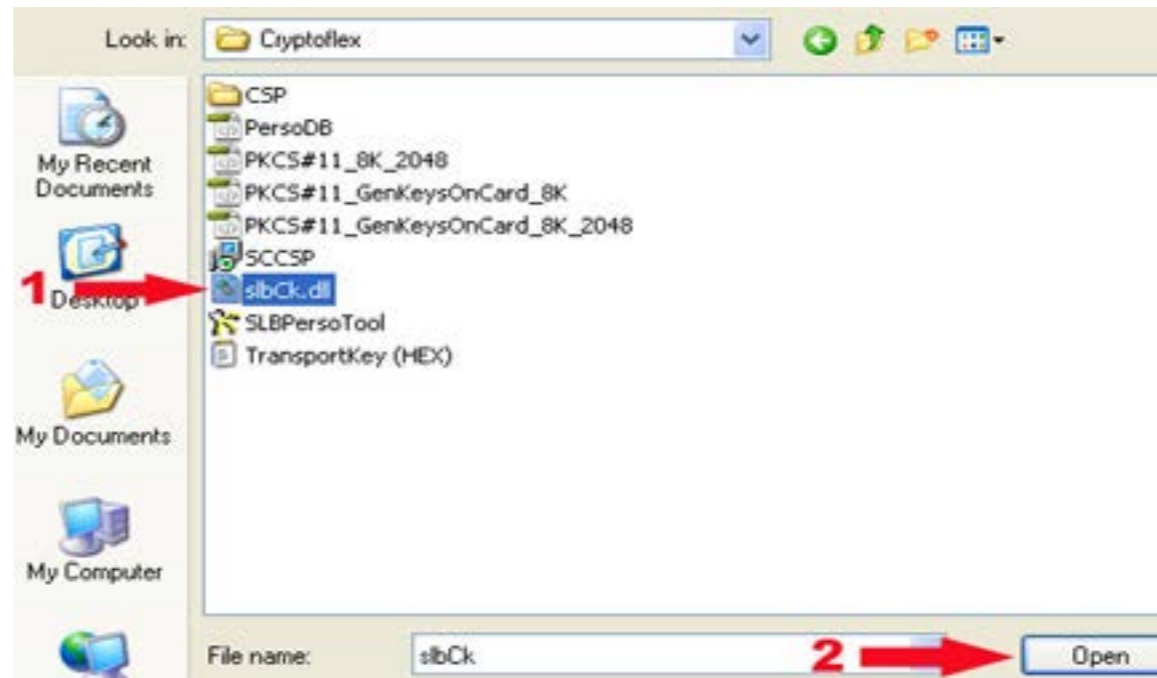 Look in: Cryptoflex
CSP
PersoDB
PKCS#11_8K_2048
PKCS#11_GenKeysOnCard_8K
PKCS#11_GenKeysOnCard_8K_2048
SCCSP
slbCk.dll
SLBPersoTool
TransportKey (HEX)
My Recent
Documents
1
Desktop
My Documents
My Computer
File name: slbCk 2 Open